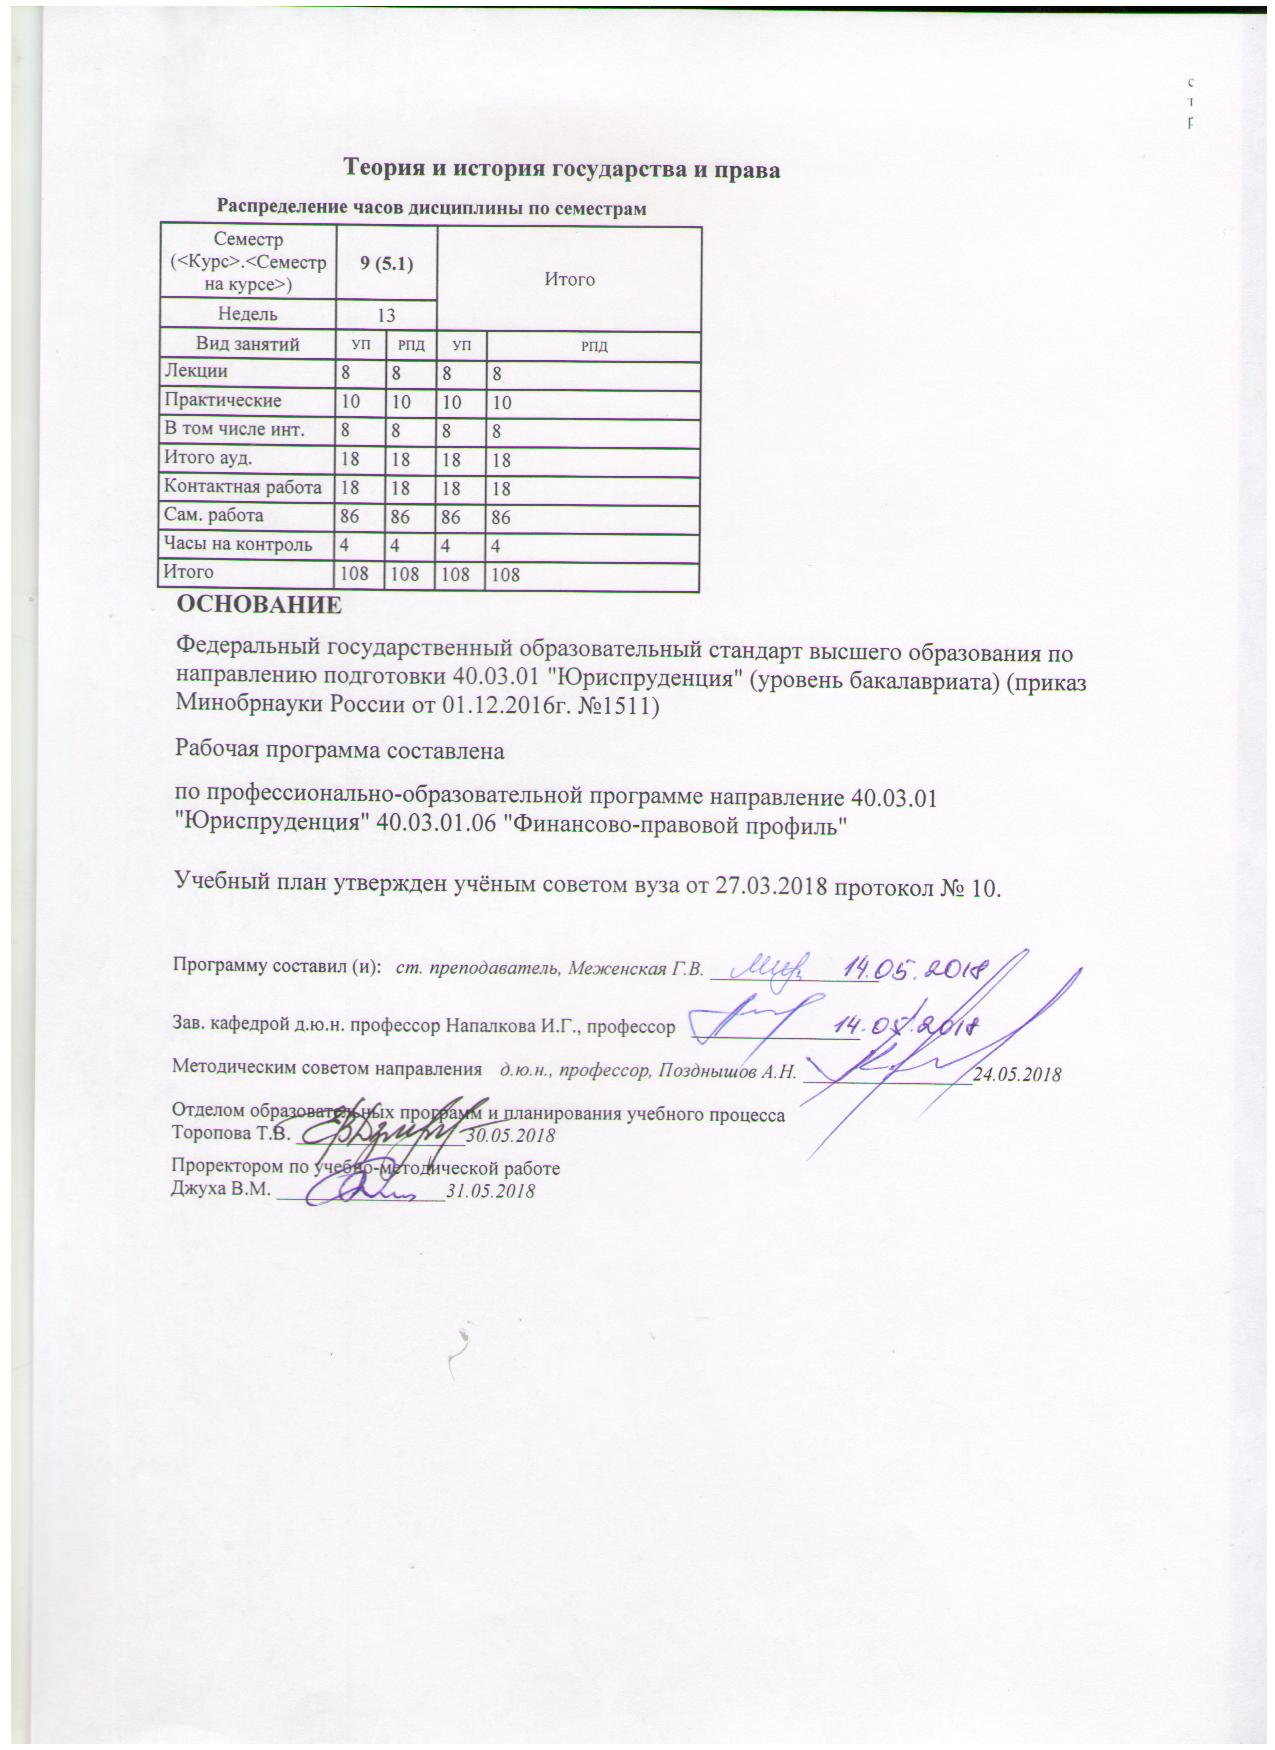 с
т
р
Теория и история государства и права
Распределение часов дисциплины по семестрам
Семестр (<Курс>.<Семестр на курсе>) 9 (5.1) Итого
Недель 13
Вид занятий УП РПД УП РПД
Лекции 8 8 8 8
Практические 10 10 10 10
В том числе инт. 8 8 8 8
Итого ауд. 18 18 18 18
Контактная работа 18 18 18 18
Сам. работа 86 86 86 86
Часы на контроль 4 4 4 4
Итого 108 108 108 108
ОСНОВАНИЕ
Федеральный государственный образовательный стандарт высшего образования по
направлению подготовки 40.03.01 "Юриспруденция" (уровень бакалавриата) (приказ
Минобрнауки России от 01.12.2016г. №1511)
Рабочая программа составлена
по профессионально-образовательной программе направление 40.03.01
"Юриспруденция" 40.03.01.06 "Финансово-правовой профиль"
Учебный план утвержден учёным советом вуза от 27.03.2018 протокол № 10.
Программу составил (и): ст. преподаватель, Меженская Г.В. 14.05.2018
Зав. кафедрой д.ю.н. профессор Напалкова И.Г., профессор 14.05.2018
Методическим советом направления д.ю.н., профессор, Позднышов А.Н. 24.05.2018
Отделом образовательных программ и планирования учебного процесса
Торопова Т.В. 30.05.2018
Проректором по учебно-методической работе
Джуха В.М. 31.05.2018